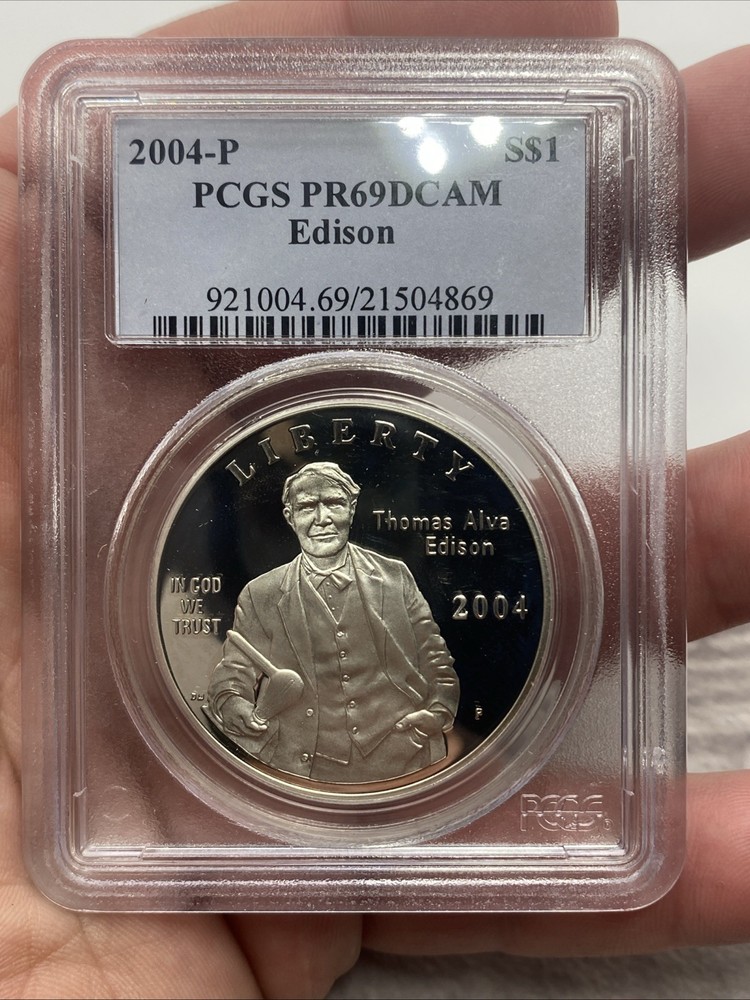 2004-P S$1
PCGS PR69DCAM
Edison
921004.69/21504869
LIBERTY
Thomas Alva
Edison
IN GOD
WE
TRUST
2004
P
PCGS